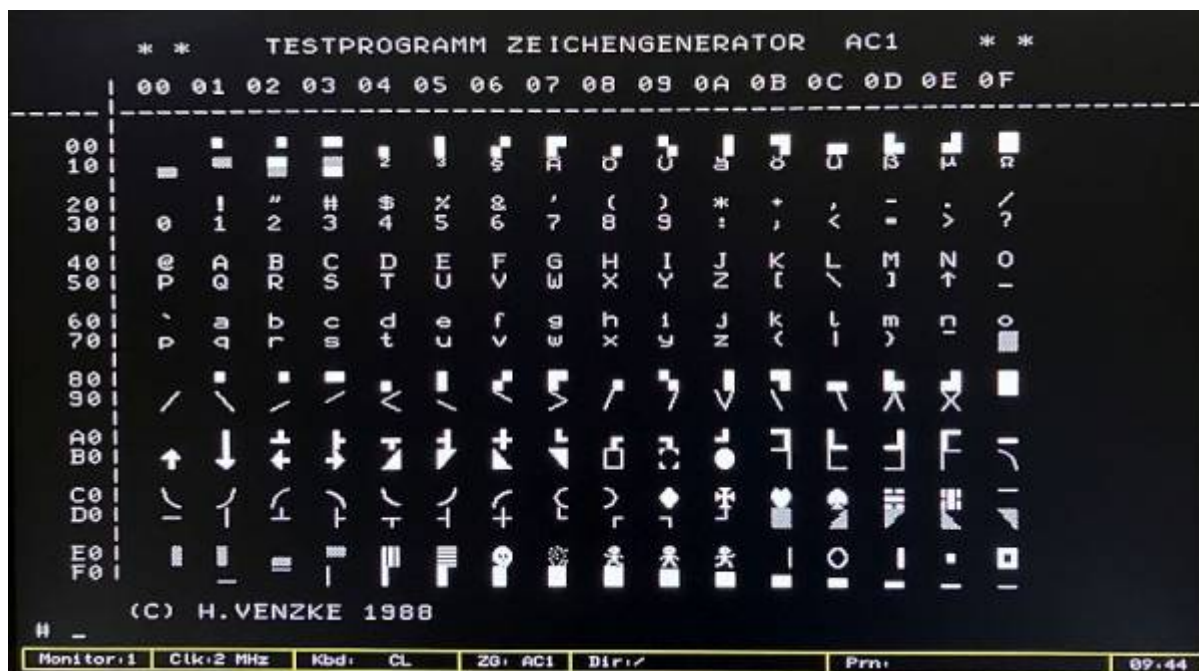 * * TESTPROGRAMM ZEICHENGENERATOR AC1 * *
00 01 02 03 04 05 06 07 08 09 0A 0B 0C 0D 0E 0F
00
10 ² ³ § Ä Ö Ü ä ö ü ß µ Ω
20 ! " # $ % & ' ( ) * + , - . /
30 0 1 2 3 4 5 6 7 8 9 : ; < = > ?
40 @ A B C D E F G H I J K L M N O
50 P Q R S T U V W X Y Z [ \ ] ↑ _
60 ` a b c d e f g h i j k l m n o
70 p q r s t u v w x y z { | }
80
90
A0
B0
C0
D0
E0
F0
(C) H.VENZKE 1988
# _
Monitor:1 Clk:2 MHz Kbd: CL ZG: AC1 Dir:/ Prn: 09:44